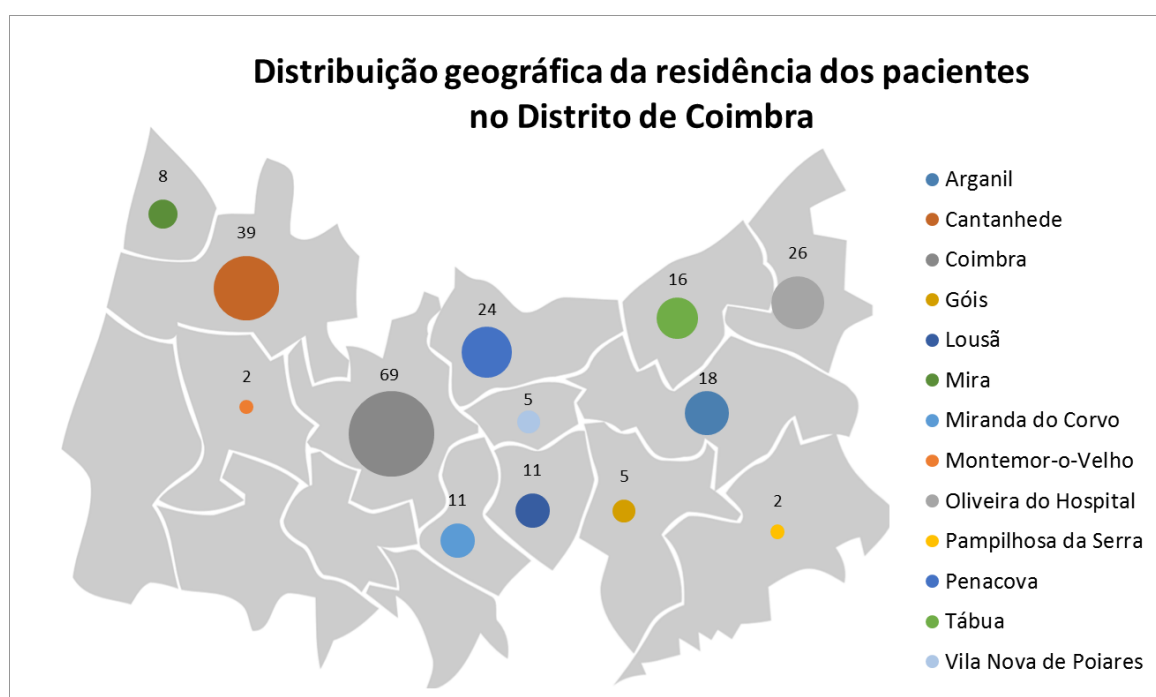 Distribuição geográfica da residência dos pacientes
no Distrito de Coimbra
8
39
2
69
24
5
11
11
16
26
18
5
2
Arganil
Cantanhede
Coimbra
Góis
Lousã
Mira
Miranda do Corvo
Montemor-o-Velho
Oliveira do Hospital
Pampilhosa da Serra
Penacova
Tábua
Vila Nova de Poiares